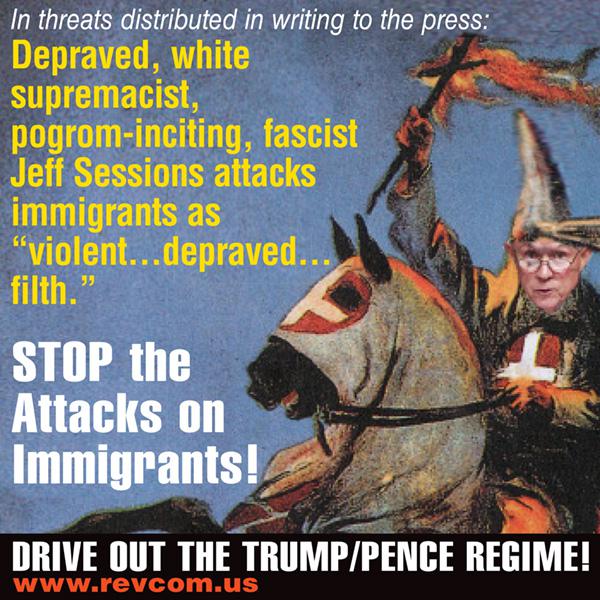 In threats distributed in writing to the press:
Depraved, white
supremacist,
pogrom-inciting, fascist
Jeff Sessions attacks
immigrants as
“violent...depraved...
filth.”
STOP the
Attacks on
Immigrants!
DRIVE OUT THE TRUMP/PENCE REGIME!
www.revcom.us